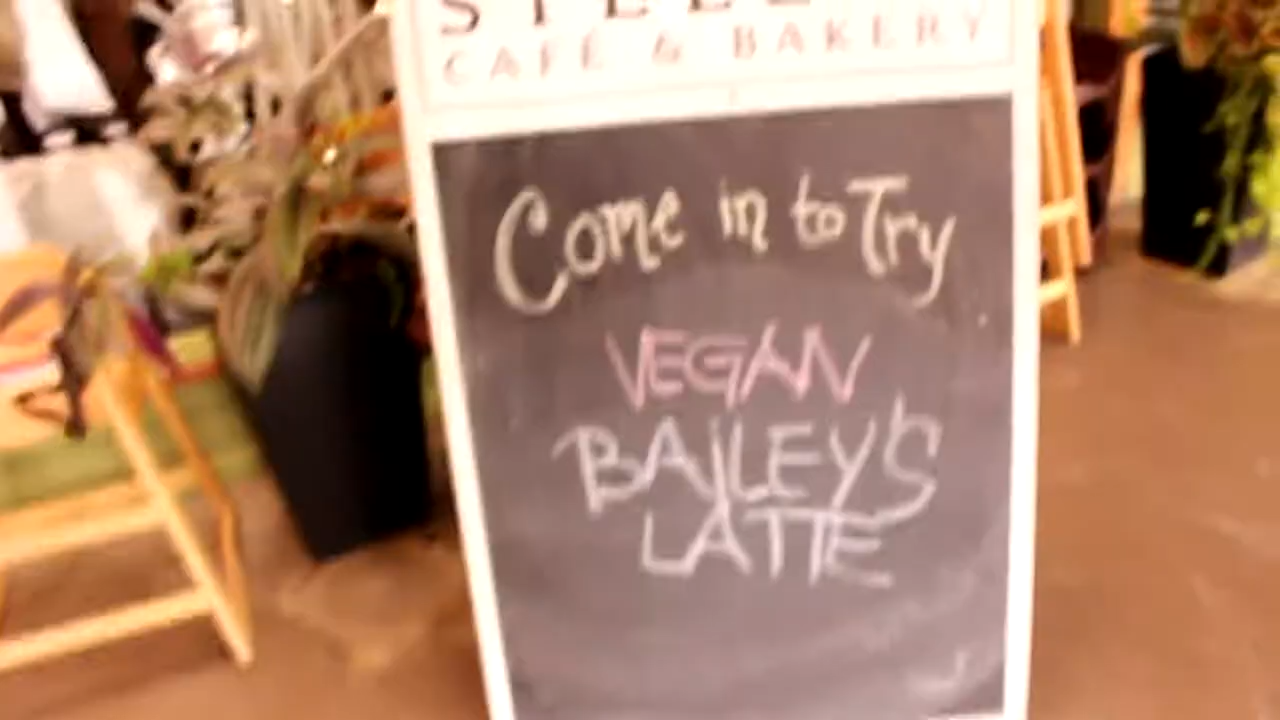 CAFE & BAKERY
Come in to Try
VEGAN
BAILEY'S
LATTE